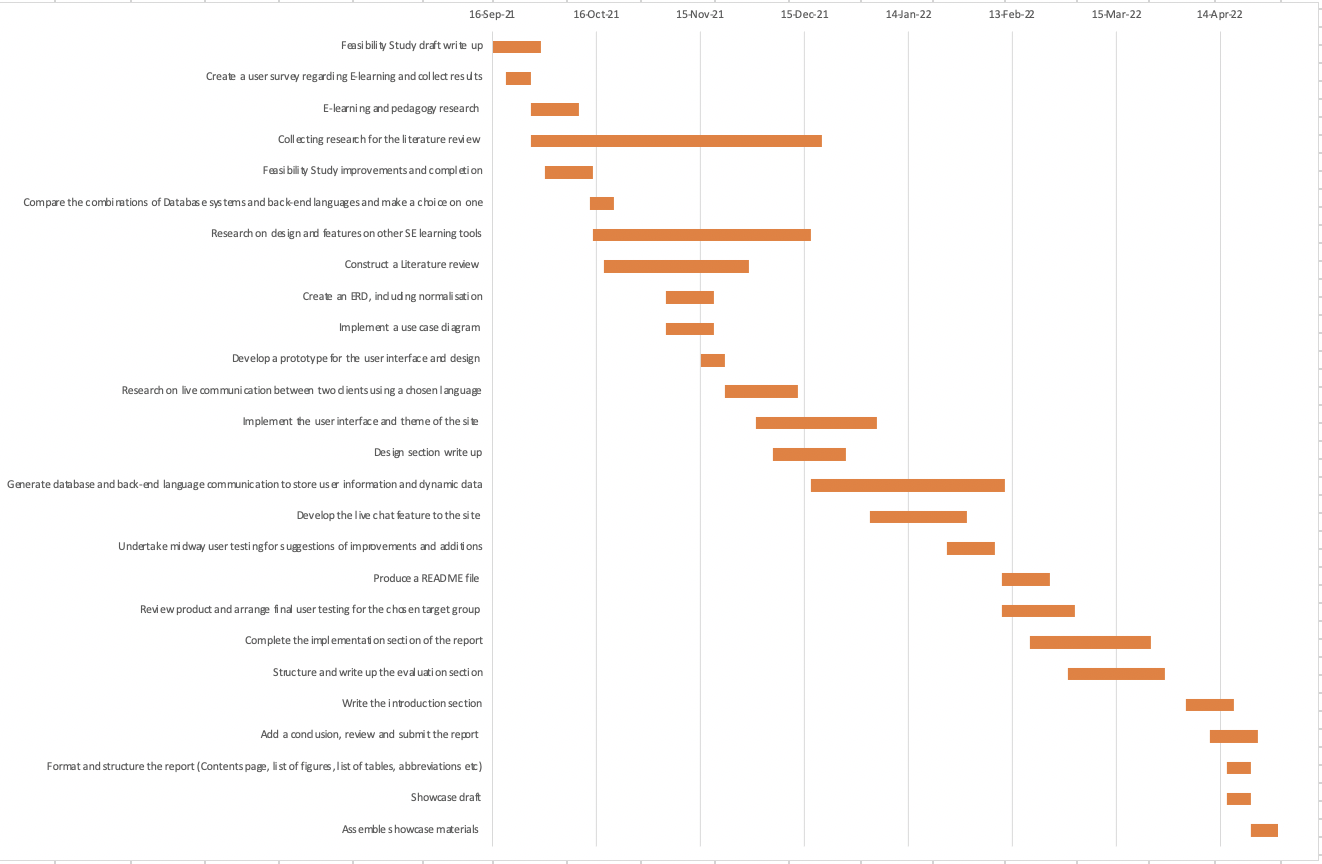 16-Sep-21 16-Oct-21 15-Nov-21 15-Dec-21 14-Jan-22 13-Feb-22 15-Mar-22 14-Apr-22
Feasibility Study draft write up
Create a user survey regarding E-learning and collect results
E-learning and pedagogy research
Collecting research for the literature review
Feasibility Study improvements and completion
Compare the combinations of Database systems and back-end languages and make a choice on one
Research on design and features on other SE learning tools
Construct a Literature review
Create an ERD, including normalisation
Implement a use case diagram
Develop a prototype for the user interface and design
Research on live communication between two clients using a chosen language
Implement the user interface and theme of the site
Design section write up
Generate database and back-end language communication to store user information and dynamic data
Develop the live chat feature to the site
Undertake midway user testing for suggestions of improvements and additions
Produce a README file
Review product and arrange final user testing for the chosen target group
Complete the implementation section of the report
Structure and write up the evaluation section
Write the introduction section
Add a conclusion, review and submit the report
Format and structure the report (Contents page, list of figures, list of tables, abbreviations etc)
Showcase draft
Assemble showcase materials